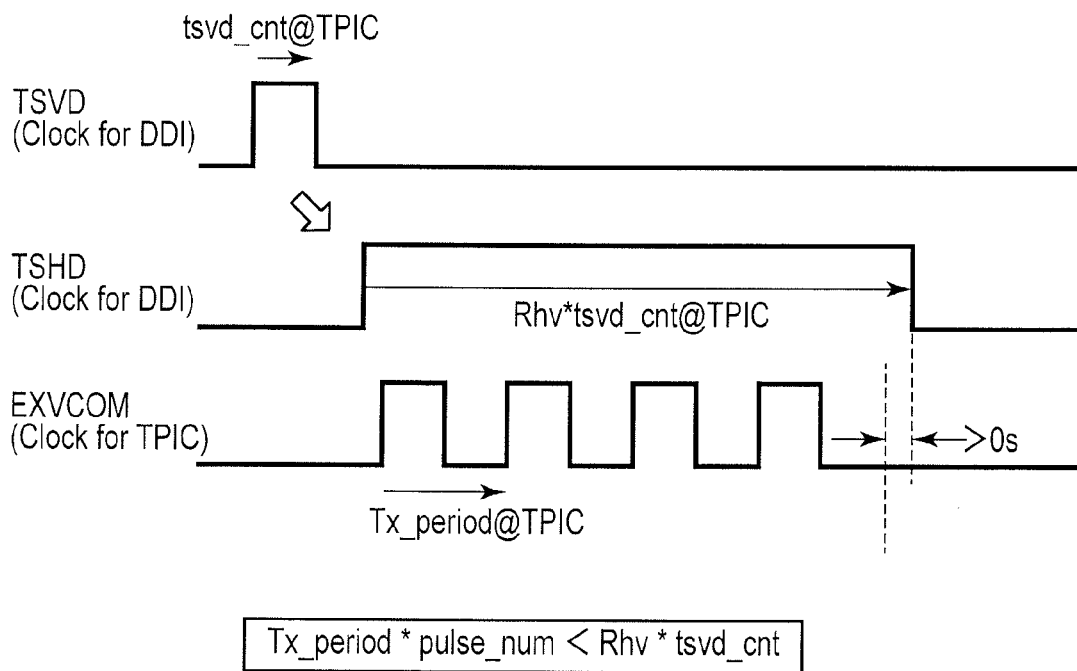 tsvd_cnt@TPIC
TSVD
(Clock for DDI)
TSHD
(Clock for DDI)
Rhv*tsvd_cnt@TPIC
EXVCOM
(Clock for TPIC)
>0s
Tx_period@TPIC
Tx_period * pulse_num < Rhv * tsvd_cnt